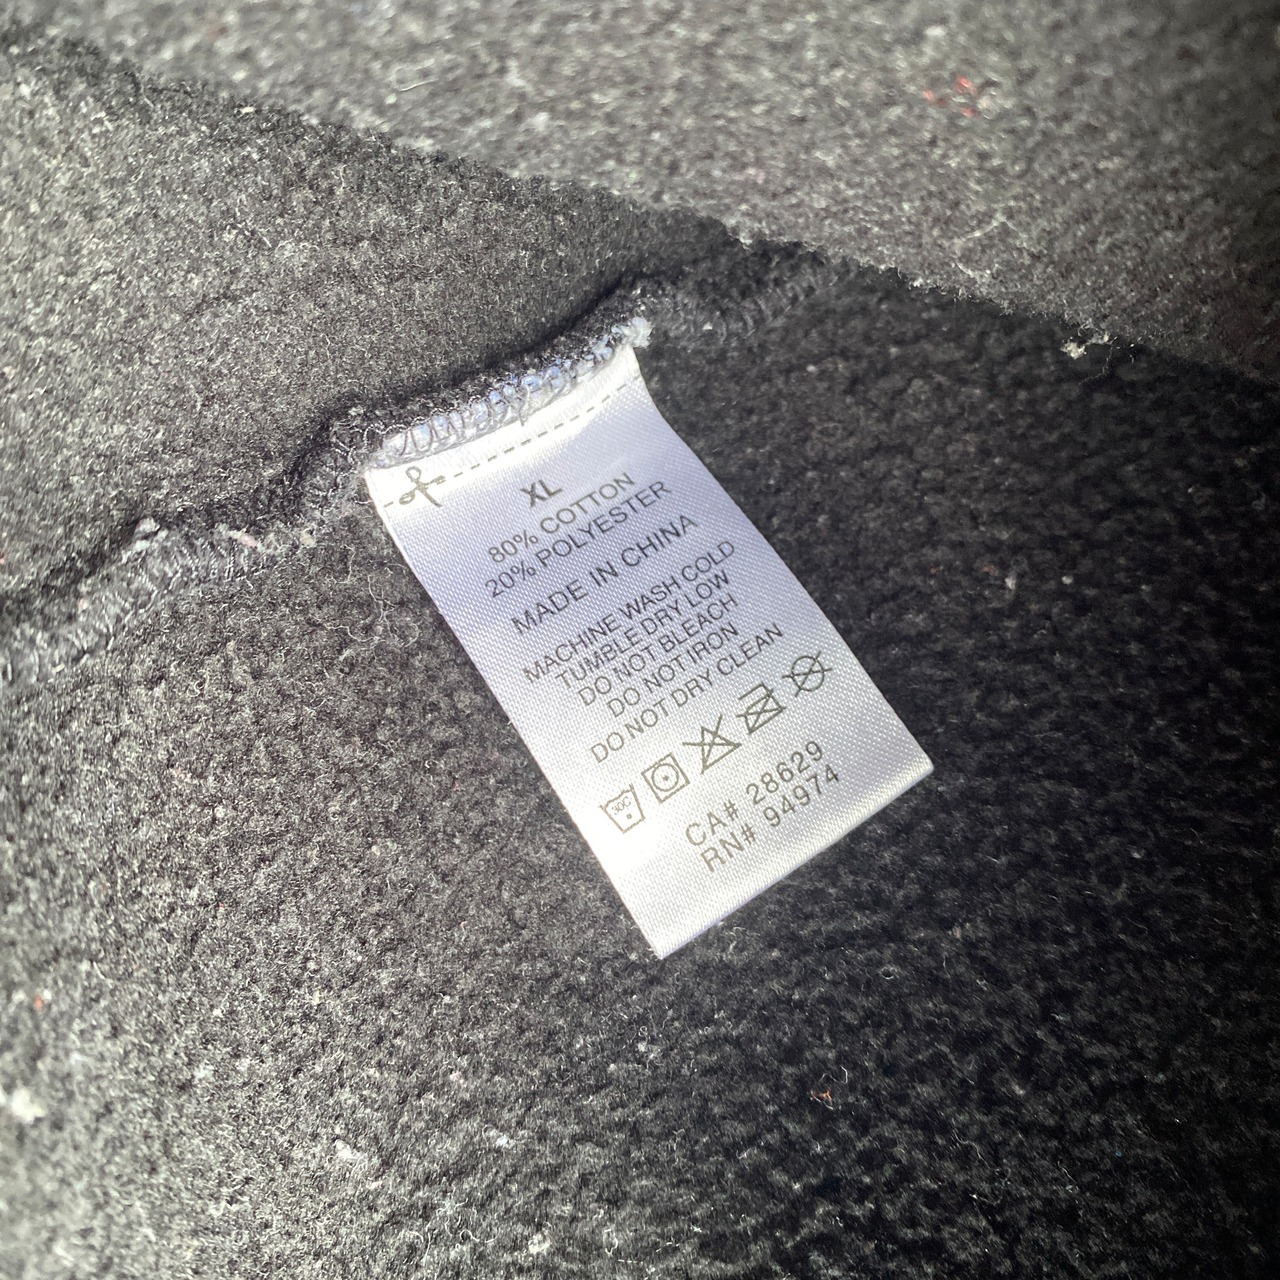 XL
80% COTTON
20% POLYESTER
MADE IN CHINA
MACHINE WASH COLD
TUMBLE DRY LOW
DO NOT BLEACH
DO NOT IRON
DO NOT DRY CLEAN
30C
CA# 28629
RN# 94974